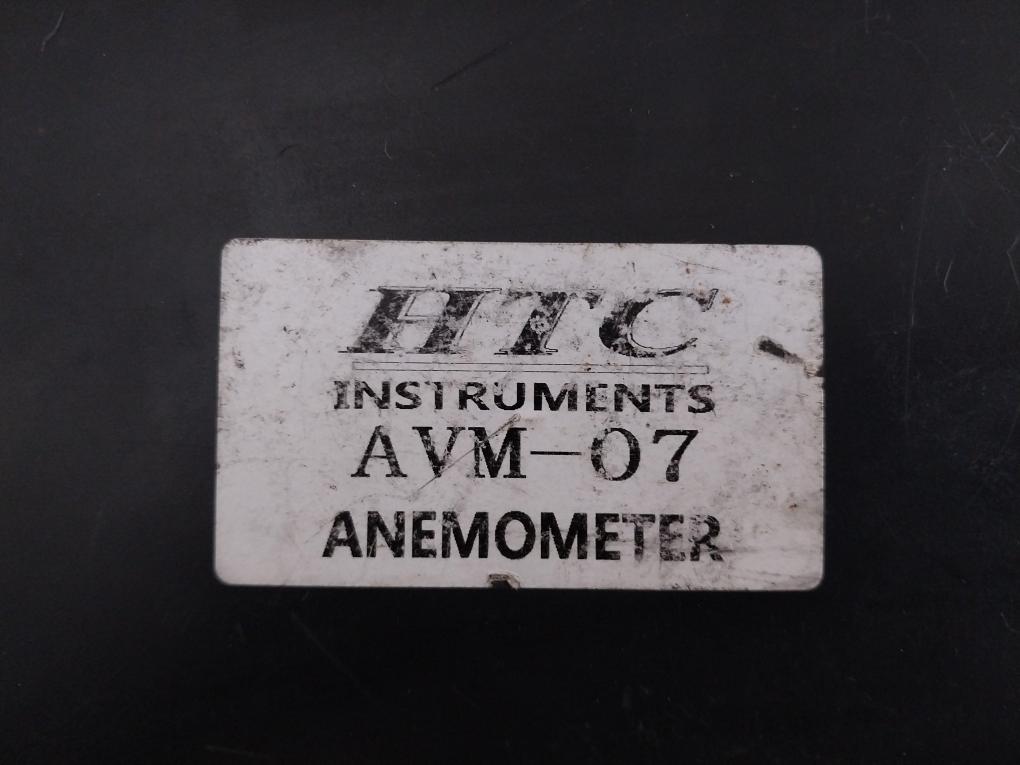 HTC
INSTRUMENTS
AVM-07
ANEMOMETER